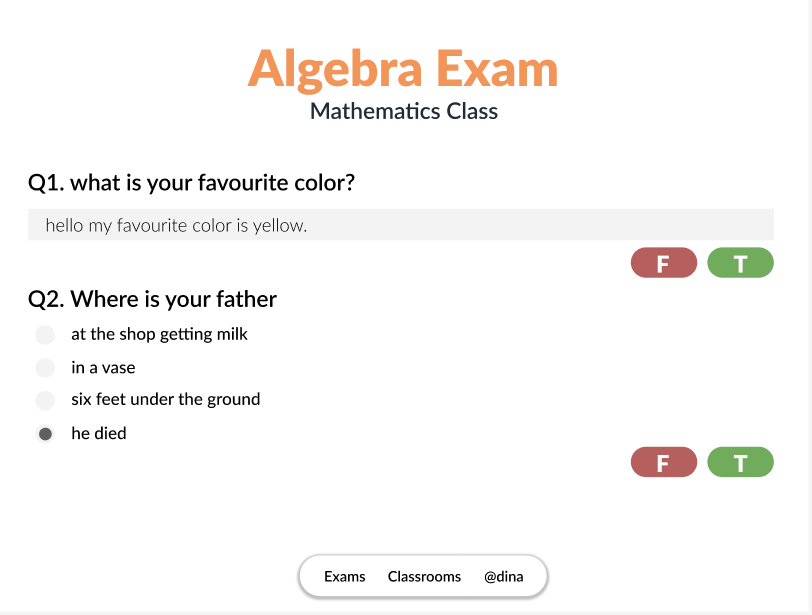 Algebra Exam
Mathematics Class
Q1. what is your favourite color?
hello my favourite color is yellow.
F T
Q2. Where is your father
at the shop getting milk
in a vase
six feet under the ground
he died
F T
Exams Classrooms @dina